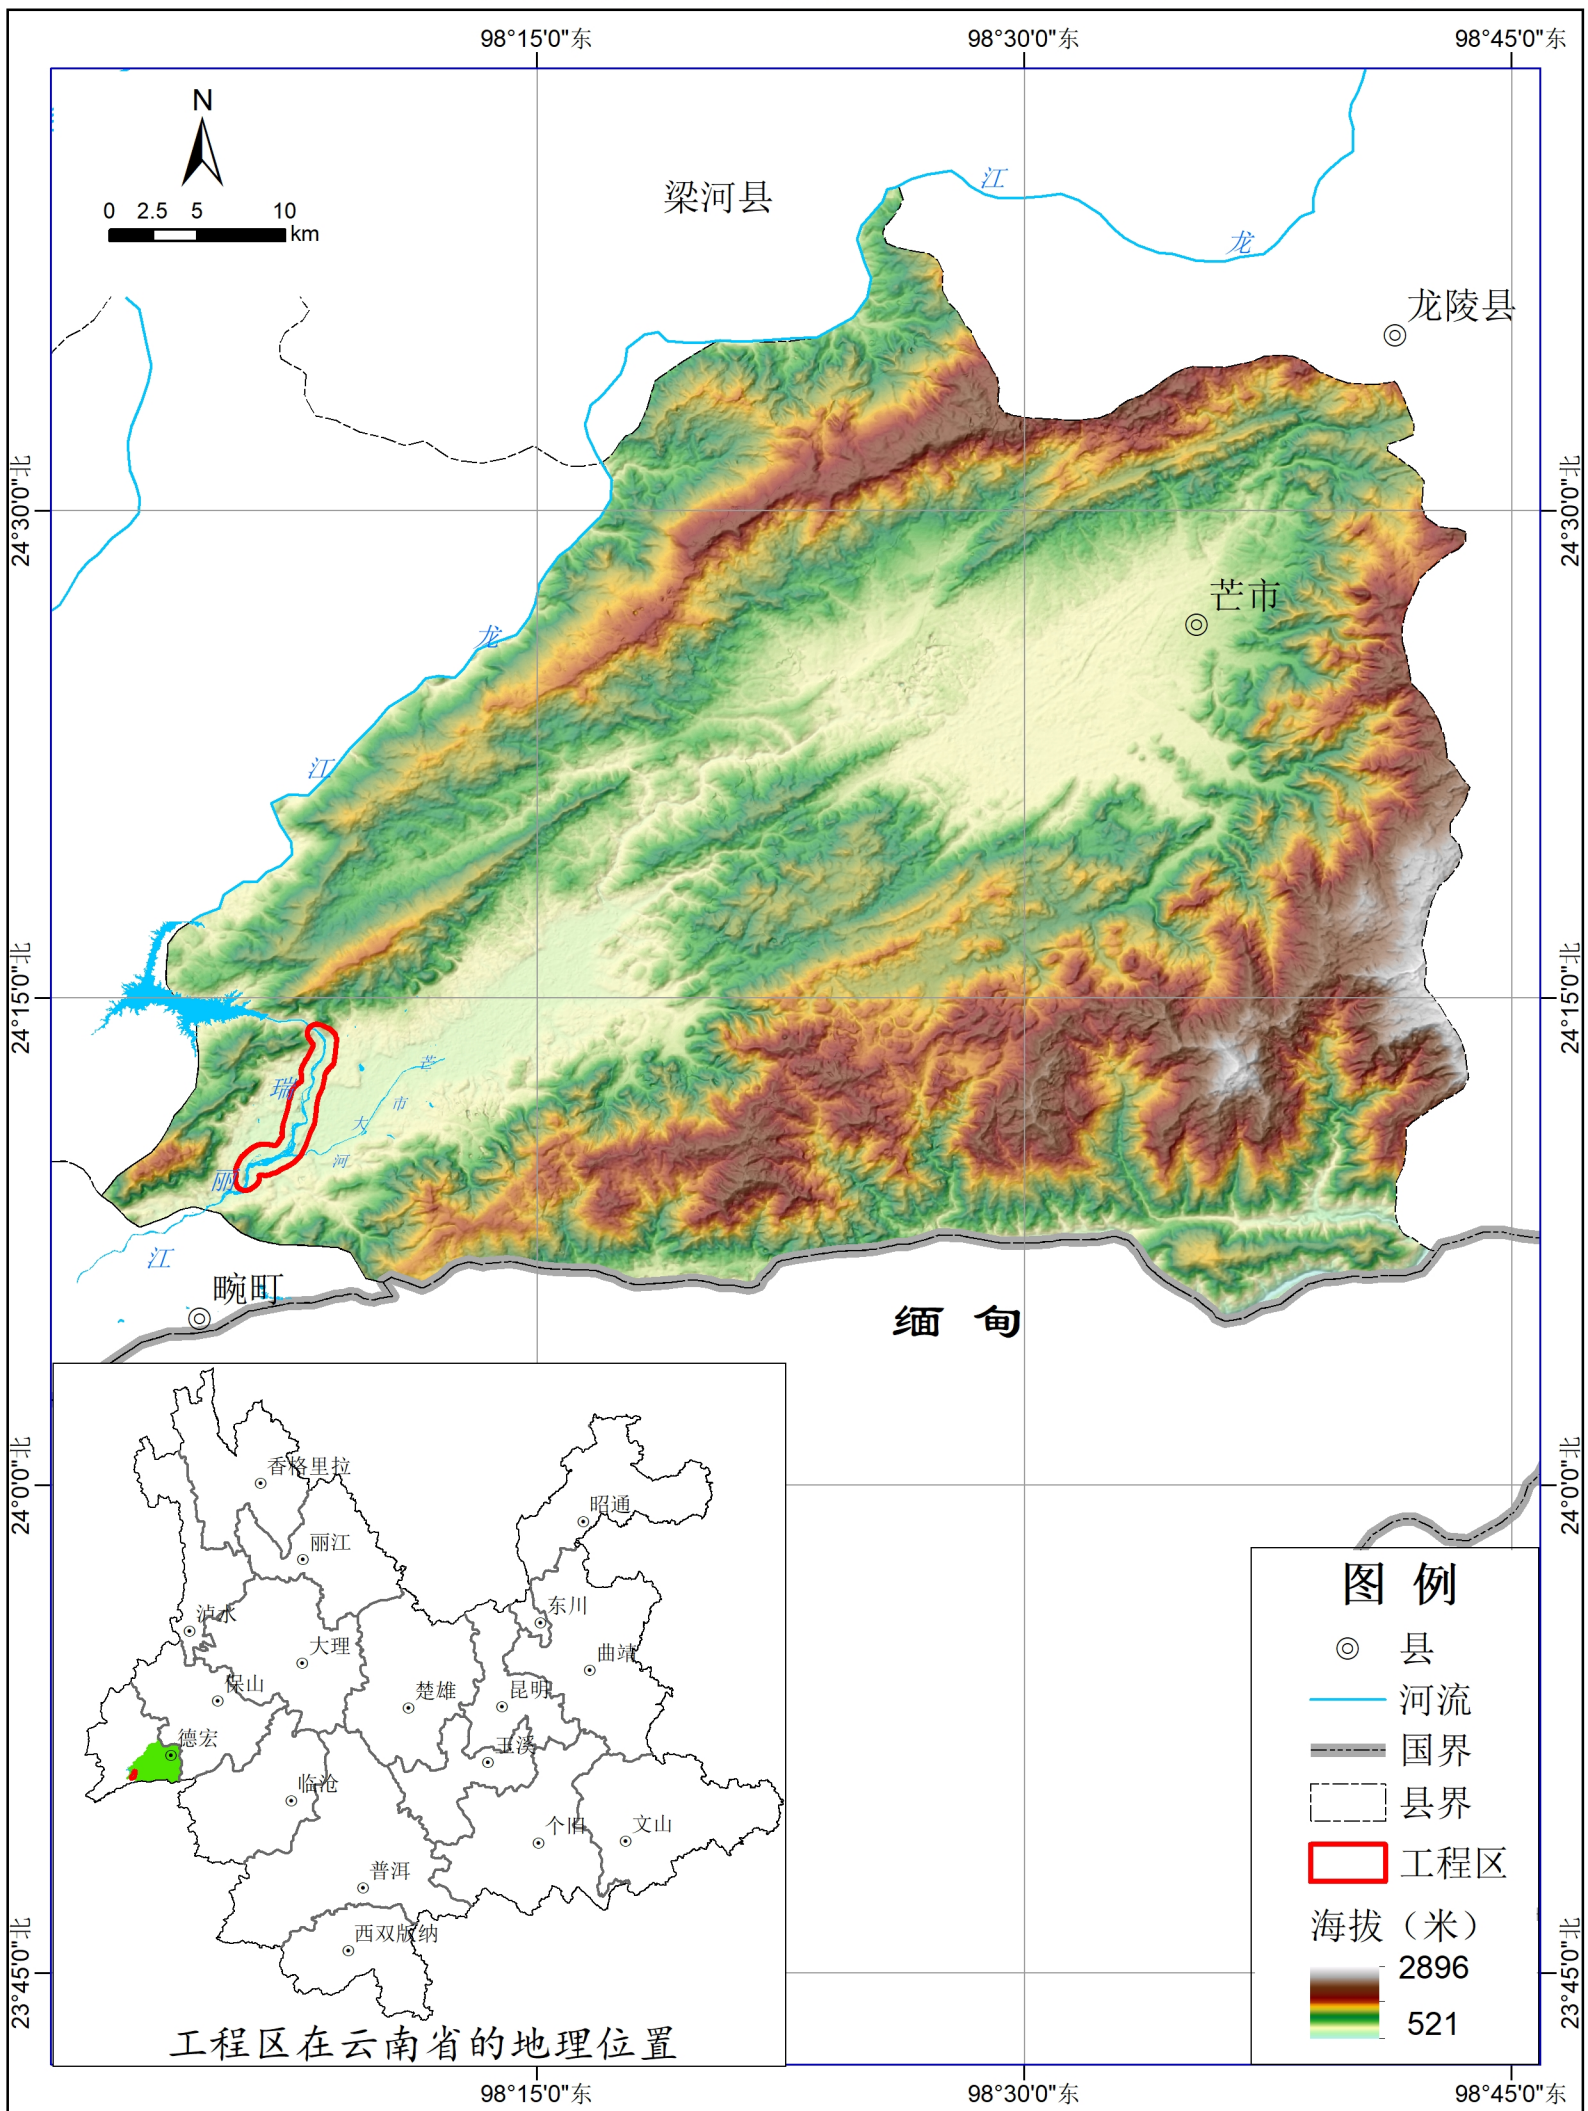 98°15'0"东
98°30'0"东
98°45'0"东
N
0 2.5 5 10
km
梁河县
江
龙
龙陵县
24°30'0"北
24°30'0"北
芒市
龙
江
24°15'0"北
24°15'0"北
瑞
芒
市
大
河
丽
江
畹町
缅甸
24°0'0"北
24°0'0"北
香格里拉
昭通
丽江
东川
泸水
大理
曲靖
保山
楚雄
昆明
德宏
玉溪
临沧
个旧
文山
普洱
西双版纳
工程区在云南省的地理位置
图例
县
河流
国界
县界
工程区
海拔（米）
2896
521
23°45'0"北
23°45'0"北
98°15'0"东
98°30'0"东
98°45'0"东